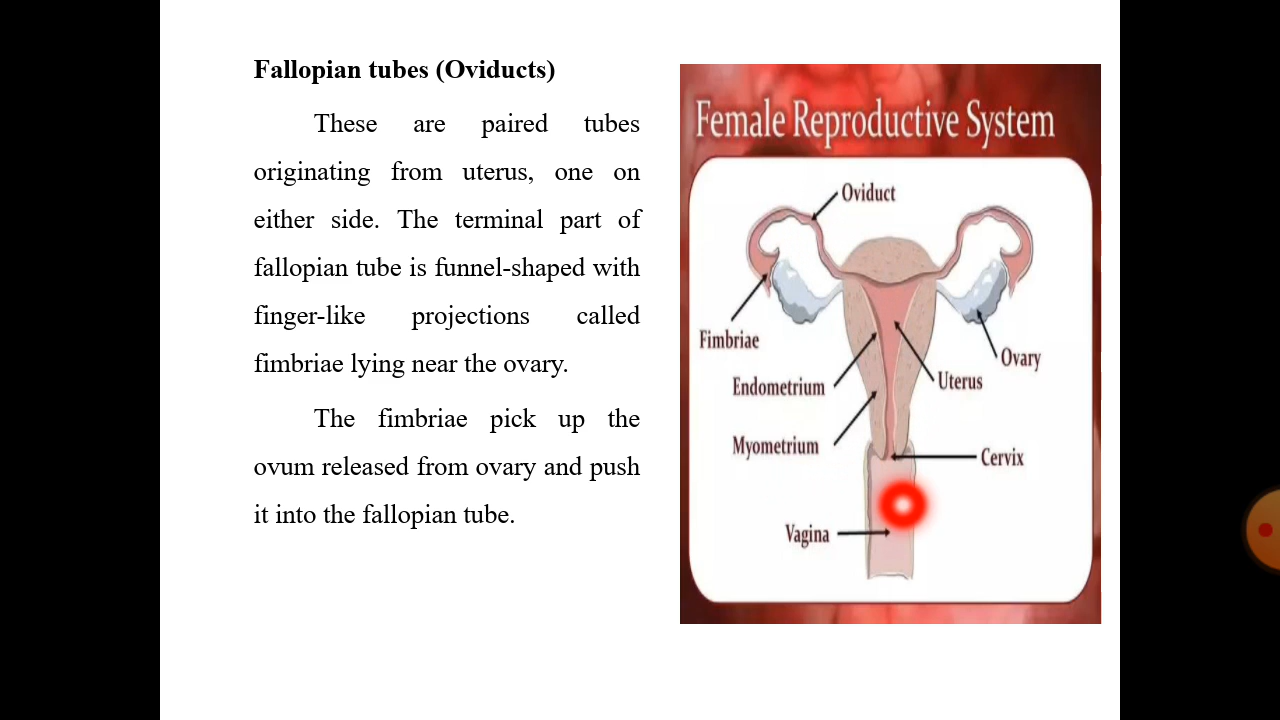 Fallopian tubes (Oviducts)
These are paired tubes
originating from uterus, one on
either side. The terminal part of
fallopian tube is funnel-shaped with
finger-like projections called
fimbriae lying near the ovary.
The fimbriae pick up the
ovum released from ovary and push
it into the fallopian tube.
Female Reproductive System
Oviduct
Fimbriae
Ovary
Endometrium
Uterus
Myometrium
Cervix
Vagina